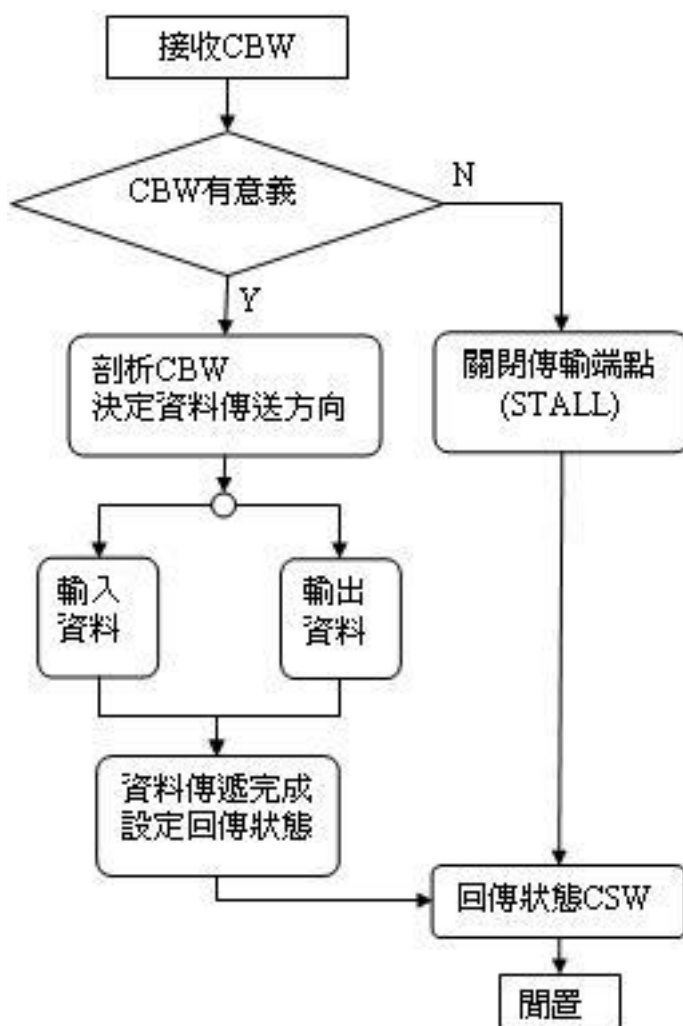 接收CBW
CBW有意義
N
Y
剖析CBW
決定資料傳送方向
關閉傳輸端點
(STALL)
輸入
資料
輸出
資料
資料傳遞完成
設定回傳狀態
回傳狀態CSW
閒置